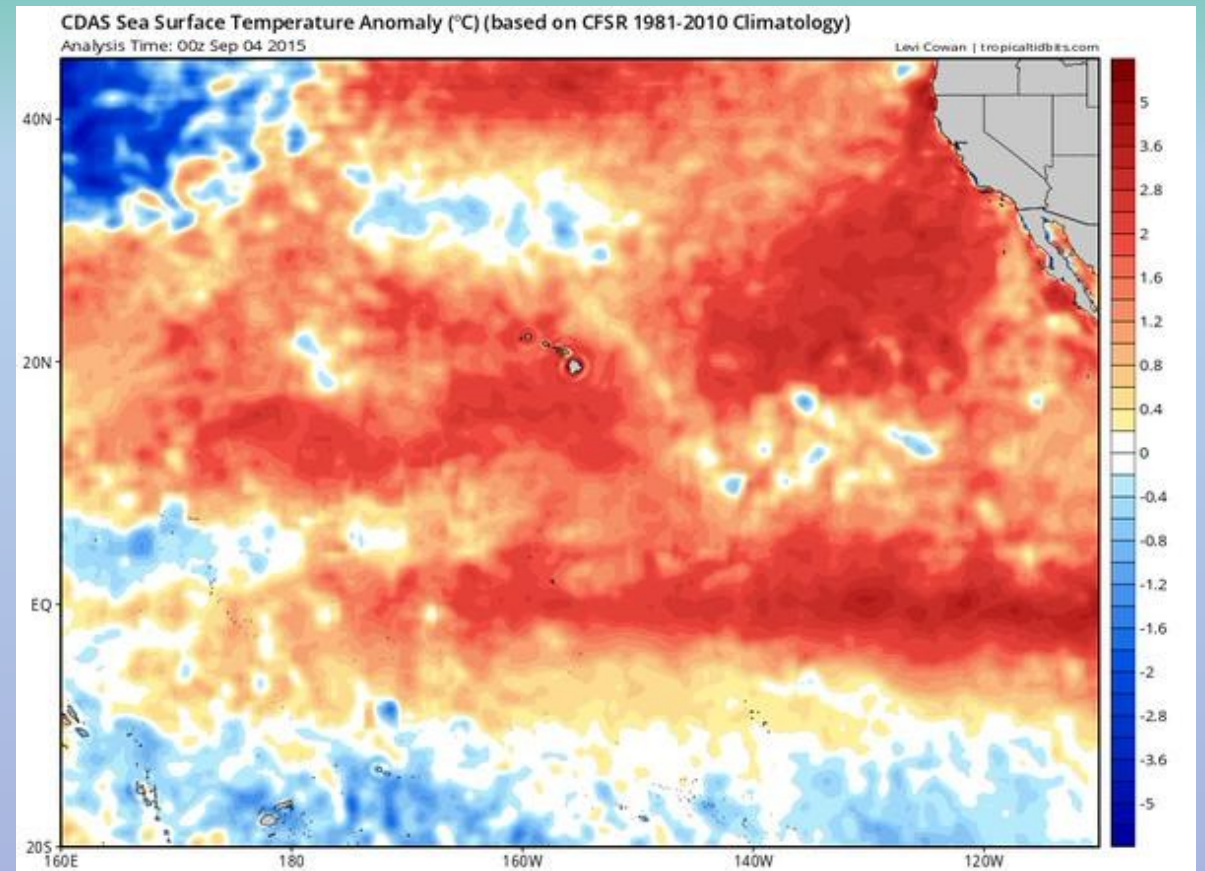 CDAS Sea Surface Temperature Anomaly (°C) (based on CFSR 1981-2010 Climatology)
Analysis Time: 00z Sep 04 2015
Levi Cowan | tropicaltidbits.com
40N
20N
EQ
20S
160E
180
160W
140W
120W
5
3.6
2.8
2
1.6
1.2
0.8
0.4
0
-0.4
-0.8
-1.2
-1.6
-2
-2.8
-3.6
-5